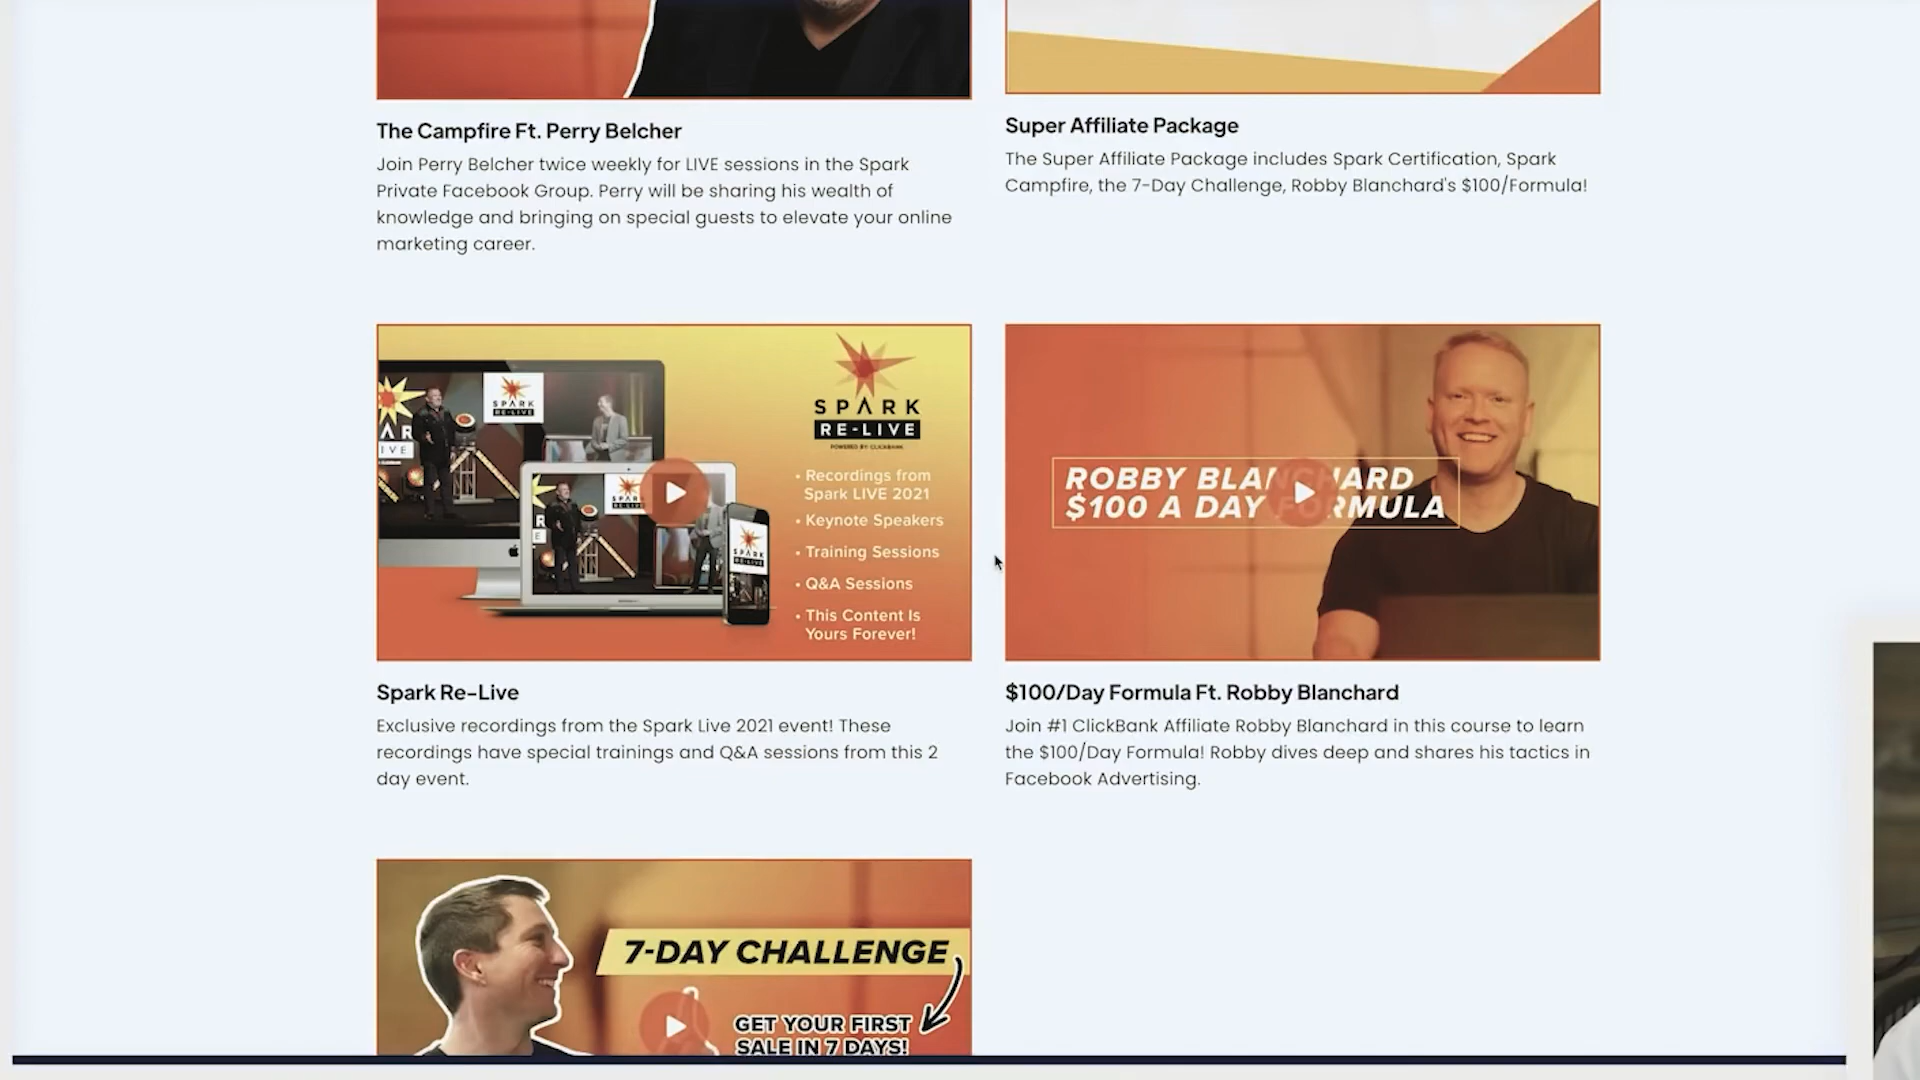 The Campfire Ft. Perry Belcher
Join Perry Belcher twice weekly for LIVE sessions in the Spark
Private Facebook Group. Perry will be sharing his wealth of
knowledge and bringing on special guests to elevate your online
marketing career.
Super Affiliate Package
The Super Affiliate Package includes Spark Certification, Spark
Campfire, the 7-Day Challenge, Robby Blanchard's $100/Formula!
SPARK
RE-LIVE
SPARK
RE-LIVE
POWERED BY CLICKBANK
• Recordings from
Spark LIVE 2021
• Keynote Speakers
• Training Sessions
• Q&A Sessions
• This Content Is
Yours Forever!
ROBBY BLANCHARD
$100 A DAY FORMULA
Spark Re-Live
Exclusive recordings from the Spark Live 2021 event! These
recordings have special trainings and Q&A sessions from this 2
day event.
$100/Day Formula Ft. Robby Blanchard
Join #1 ClickBank Affiliate Robby Blanchard in this course to learn
the $100/Day Formula! Robby dives deep and shares his tactics in
Facebook Advertising.
7-DAY CHALLENGE
GET YOUR FIRST
SALE IN 7 DAYS!